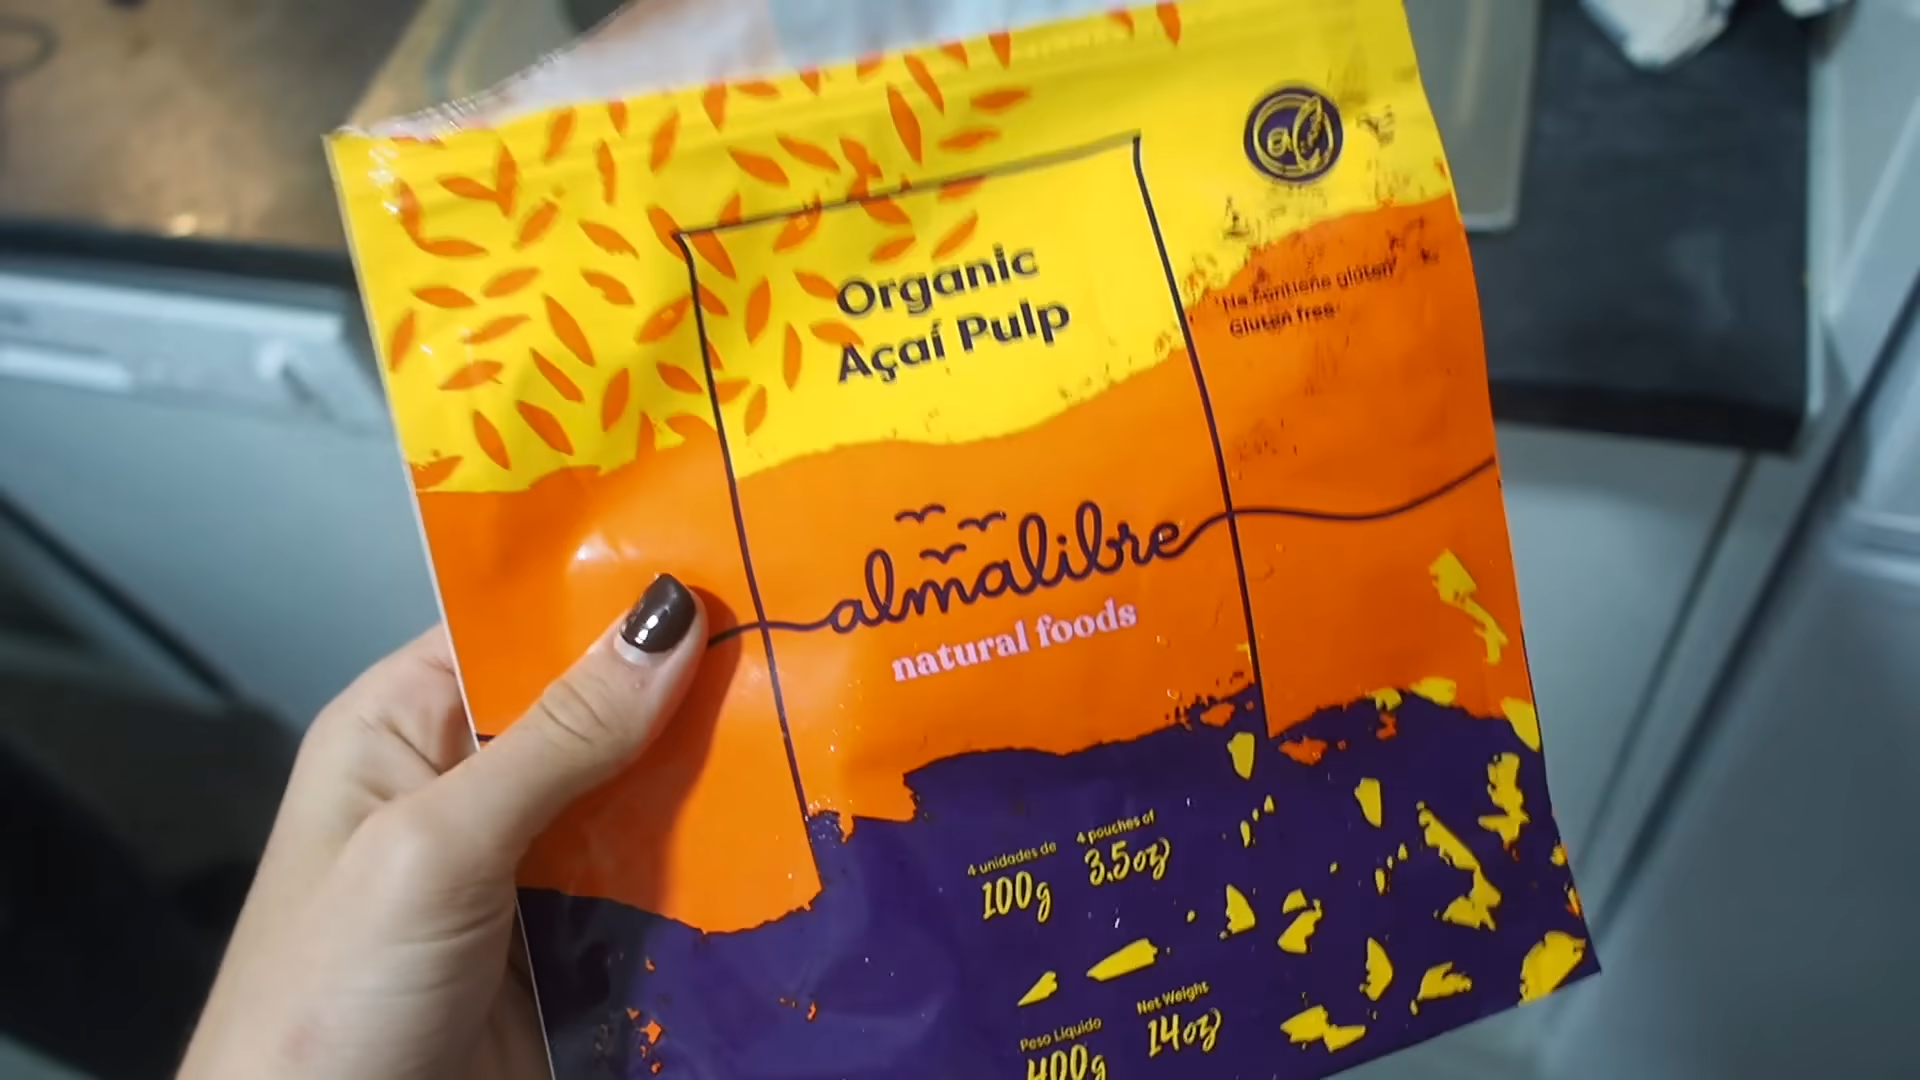 Organic
Açaí Pulp
No contiene gluten
Gluten free
almalibre
natural foods
4 unidades de
100g
4 pouches of
3,5oz
Peso Líquido
400g
Net Weight
14oz